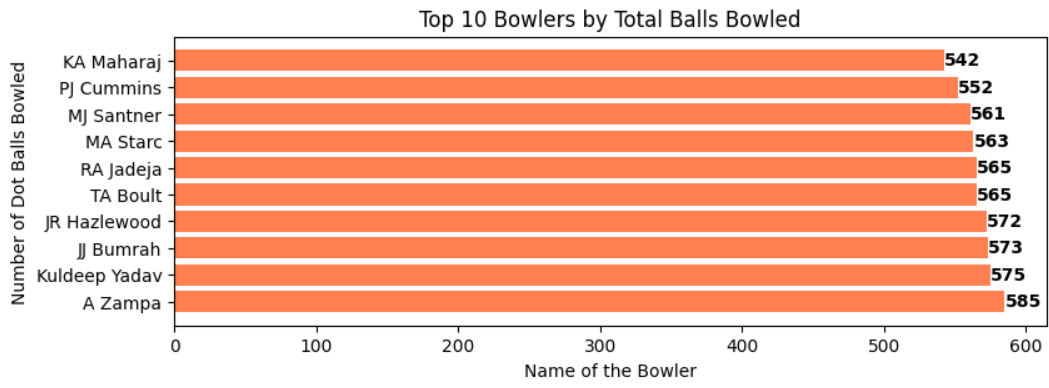 Top 10 Bowlers by Total Balls Bowled
Number of Dot Balls Bowled
KA Maharaj 542
PJ Cummins 552
MJ Santner 561
MA Starc 563
RA Jadeja 565
TA Boult 565
JR Hazlewood 572
JJ Bumrah 573
Kuldeep Yadav 575
A Zampa 585
0 100 200 300 400 500 600
Name of the Bowler